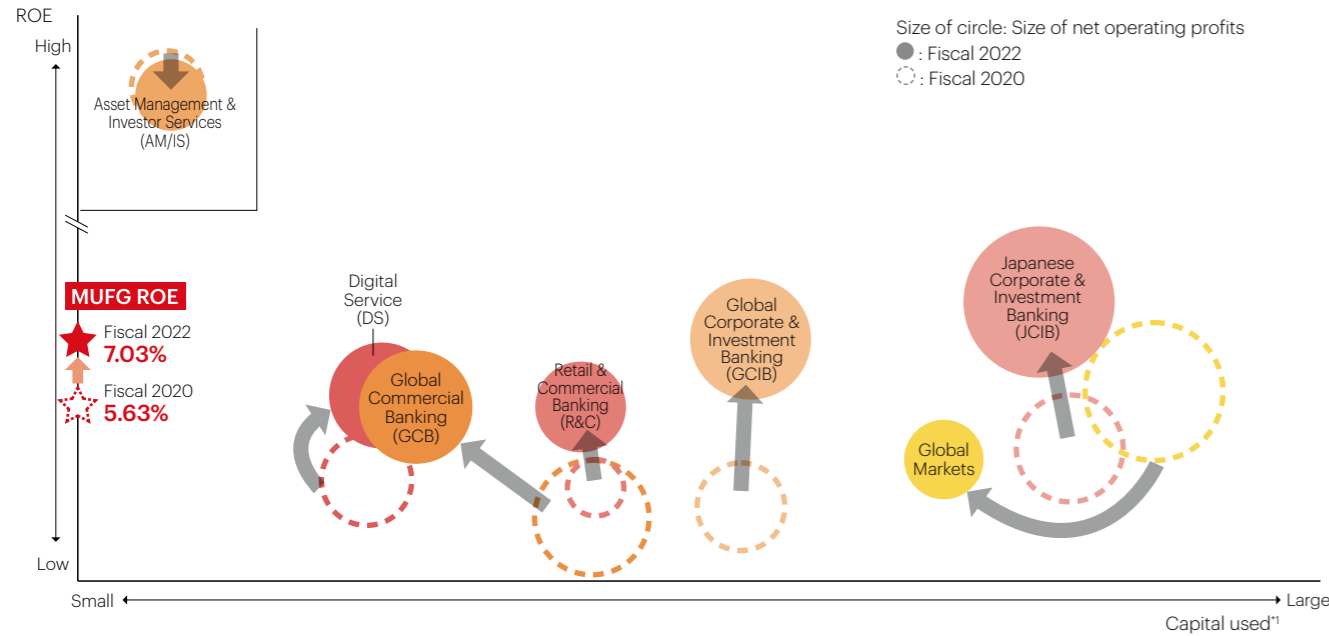 ROE
High
Size of circle: Size of net operating profits
: Fiscal 2022
: Fiscal 2020
Asset Management &
Investor Services
(AM/IS)
MUFG ROE
Fiscal 2022
7.03%
Fiscal 2020
5.63%
Digital
Service
(DS)
Global
Commercial
Banking
(GCB)
Retail &
Commercial
Banking
(R&C)
Global
Corporate &
Investment
Banking
(GCIB)
Japanese
Corporate &
Investment
Banking
(JCIB)
Global
Markets
Low
Small
Large
Capital used*1